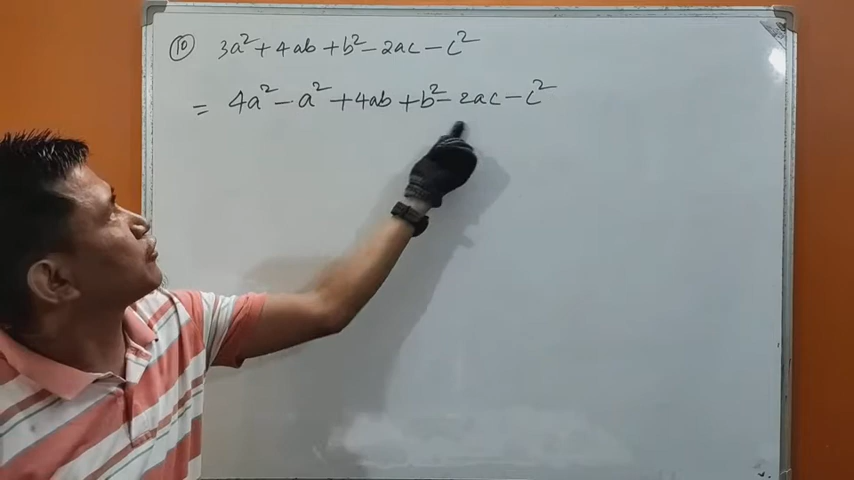 ⑩ 3a² + 4ab + b² - 2ac - c²
= 4a² - a² + 4ab + b² - 2ac - c²